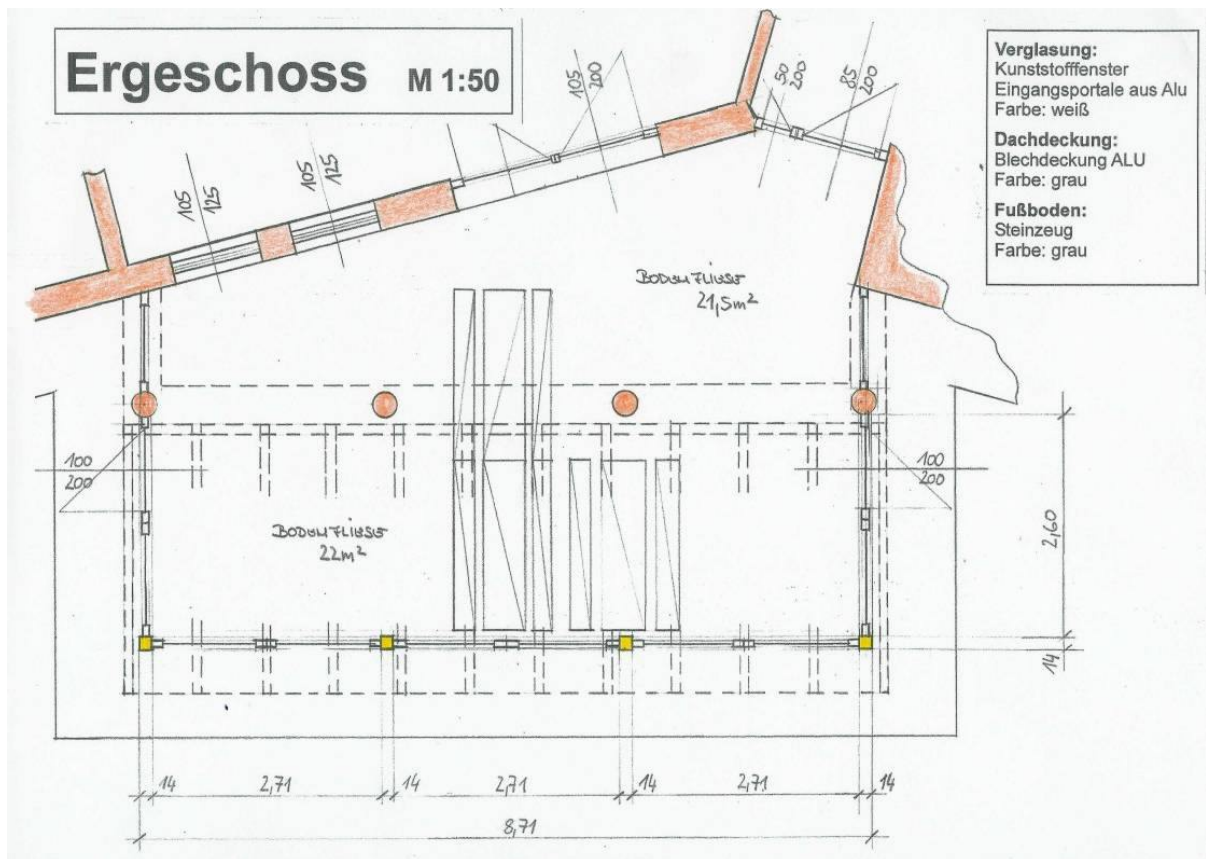 Ergeschoss M 1:50
Verglasung:
Kunststofffenster
Eingangsportale aus Alu
Farbe: weiß
Dachdeckung:
Blechdeckung ALU
Farbe: grau
Fußboden:
Steinzeug
Farbe: grau
105
200
50
200
85
200
105
125
105
125
BODENFLIESE
21,5m²
100
200
100
200
BODENFLIESE
22m²
2,60
14
14 2,71 14 2,71 14 2,71 14
8,71